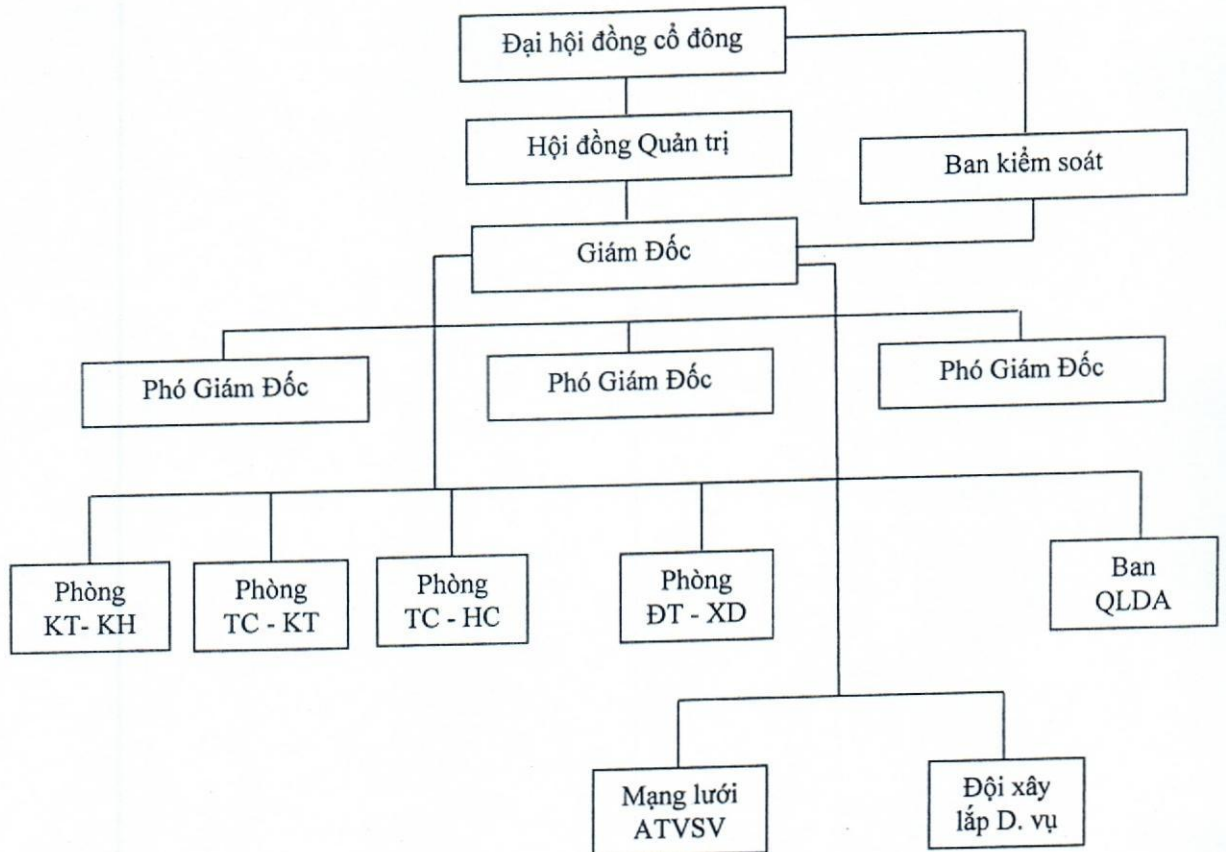 Đại hội đồng cổ đông
Hội đồng Quản trị
Ban kiểm soát
Giám Đốc
Phó Giám Đốc
Phó Giám Đốc
Phó Giám Đốc
Phòng
KT- KH
Phòng
TC - KT
Phòng
TC - HC
Phòng
ĐT - XD
Ban
QLDA
Mạng lưới
ATVSV
Đội xây
lắp D. vụ